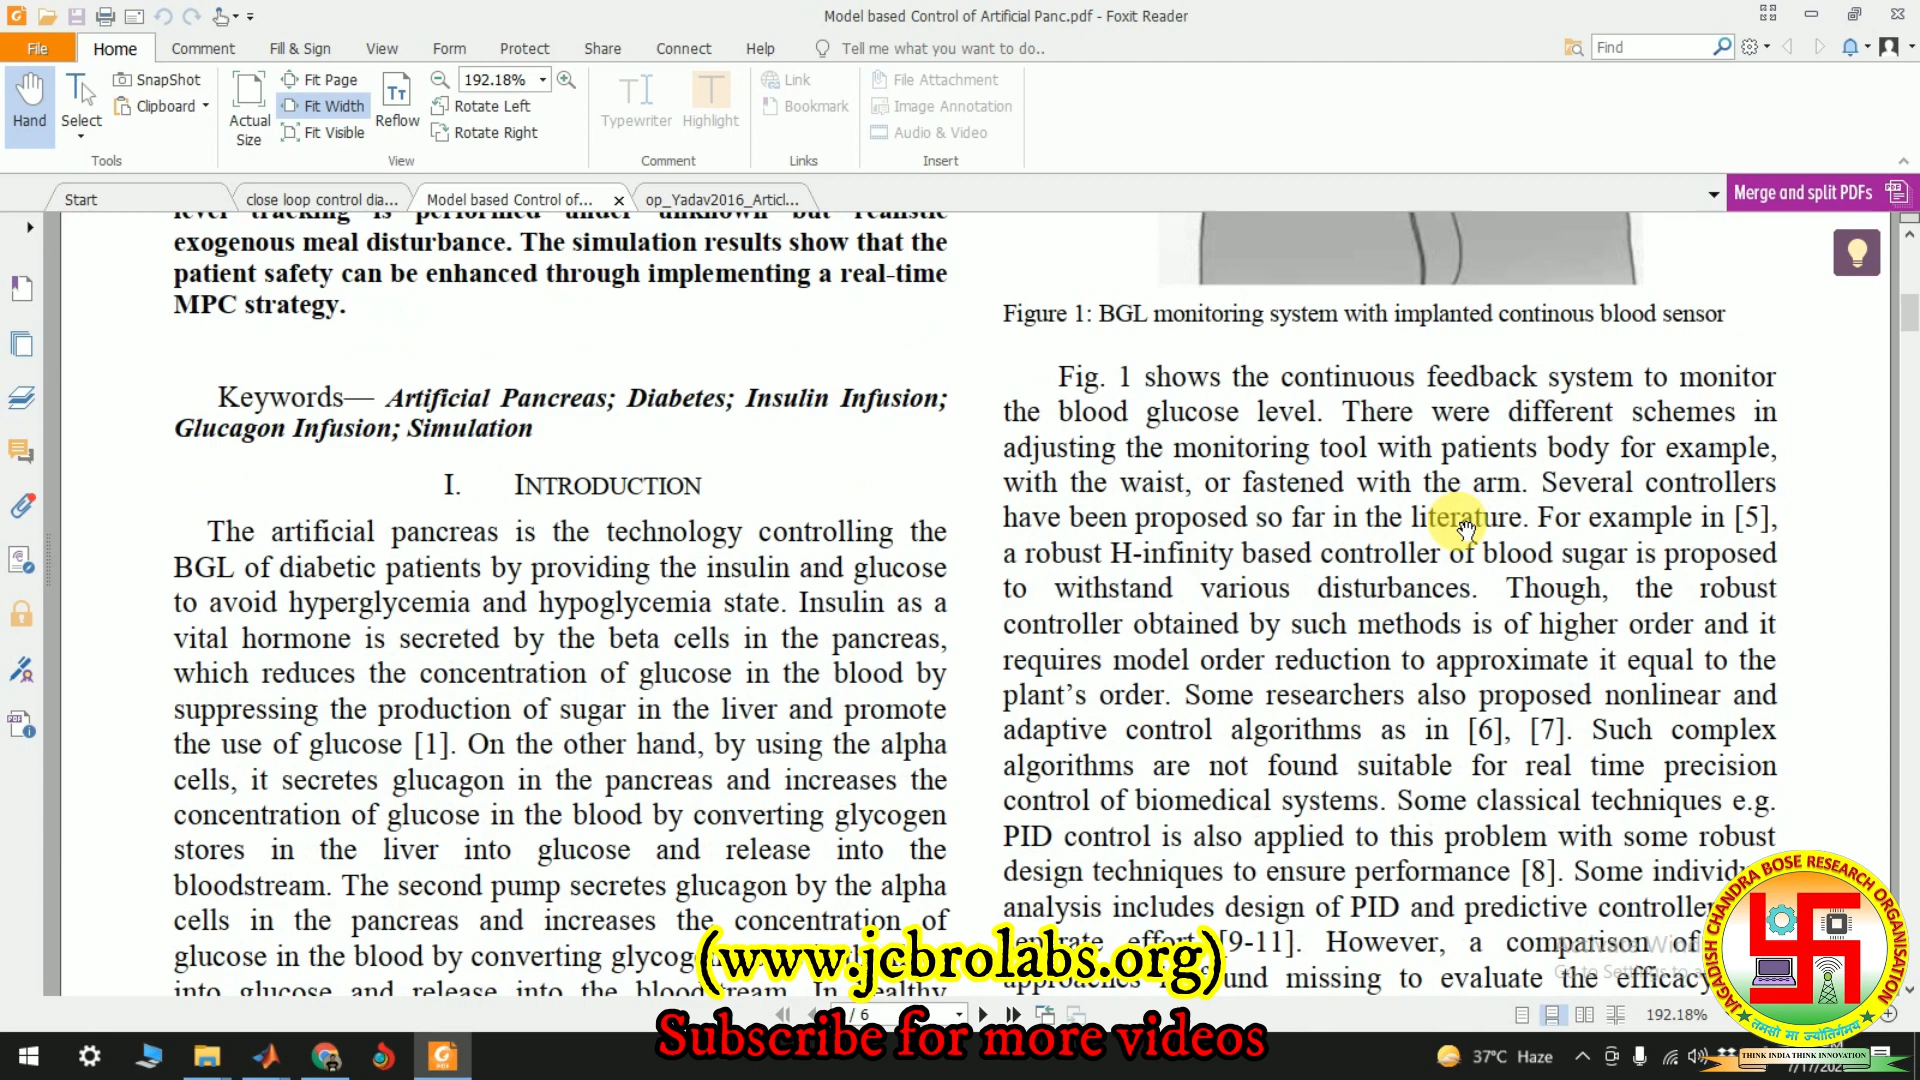 Model based Control of Artificial Panc.pdf - Foxit Reader
File
Home
Comment
Fill & Sign
View
Form
Protect
Share
Connect
Help
Tell me what you want to do..
Find
Hand
Select
SnapShot
Clipboard
Tools
Actual
Size
Fit Page
Fit Width
Fit Visible
Reflow
192.18%
Rotate Left
Rotate Right
View
Typewriter
Highlight
Comment
Link
Bookmark
Links
File Attachment
Image Annotation
Audio & Video
Insert
Start
close loop control dia...
Model based Control of...
op_Yadav2016_Articl...
Merge and split PDFs
level tracking is performed under unknown but realistic
exogenous meal disturbance. The simulation results show that the
patient safety can be enhanced through implementing a real-time
MPC strategy.
Keywords— Artificial Pancreas; Diabetes; Insulin Infusion;
Glucagon Infusion; Simulation
I. INTRODUCTION
The artificial pancreas is the technology controlling the
BGL of diabetic patients by providing the insulin and glucose
to avoid hyperglycemia and hypoglycemia state. Insulin as a
vital hormone is secreted by the beta cells in the pancreas,
which reduces the concentration of glucose in the blood by
suppressing the production of sugar in the liver and promote
the use of glucose [1]. On the other hand, by using the alpha
cells, it secretes glucagon in the pancreas and increases the
concentration of glucose in the blood by converting glycogen
stores in the liver into glucose and release into the
bloodstream. The second pump secretes glucagon by the alpha
cells in the pancreas and increases the concentration of
glucose in the blood by converting
into glucose and release into the
Figure 1: BGL monitoring system with implanted continous blood sensor
Fig. 1 shows the continuous feedback system to monitor
the blood glucose level. There were different schemes in
adjusting the monitoring tool with patients body for example,
with the waist, or fastened with the arm. Several controllers
have been proposed so far in the literature. For example in [5],
a robust H-infinity based controller of blood sugar is proposed
to withstand various disturbances. Though, the robust
controller obtained by such methods is of higher order and it
requires model order reduction to approximate it equal to the
plant's order. Some researchers also proposed nonlinear and
adaptive control algorithms as in [6], [7]. Such complex
algorithms are not found suitable for real time precision
control of biomedical systems. Some classical techniques e.g.
PID control is also applied to this problem with some robust
design techniques to ensure performance [8]. Some
analysis includes design of PID and predictive
[9-11]. However, a comparison of
missing to evaluate the efficacy
(www.jcbrolabs.org)
Subscribe for more videos
/ 6
192.18%
JAGADISH CHANDRA BOSE RESEARCH ORGANISATION
तमसो मा ज्योतिर्गमय
THINK INDIA THINK INNOVATION
37°C Haze